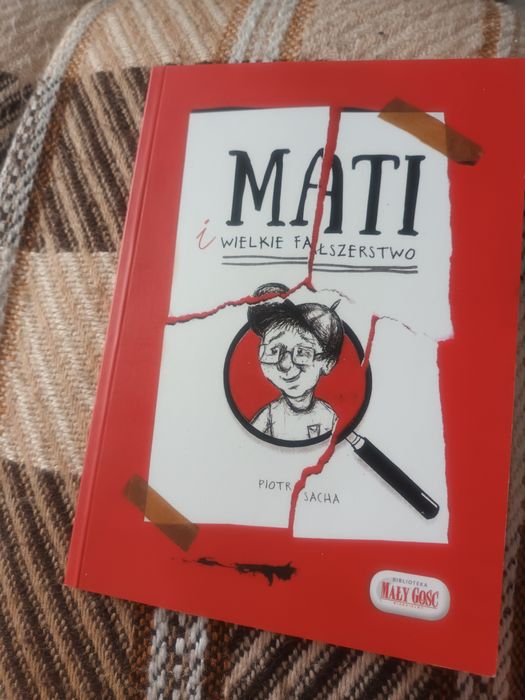 MATI
i WIELKIE FAŁSZERSTWO
PIOTR SACHA
BIBLIOTEKA
MAŁY GOŚĆ